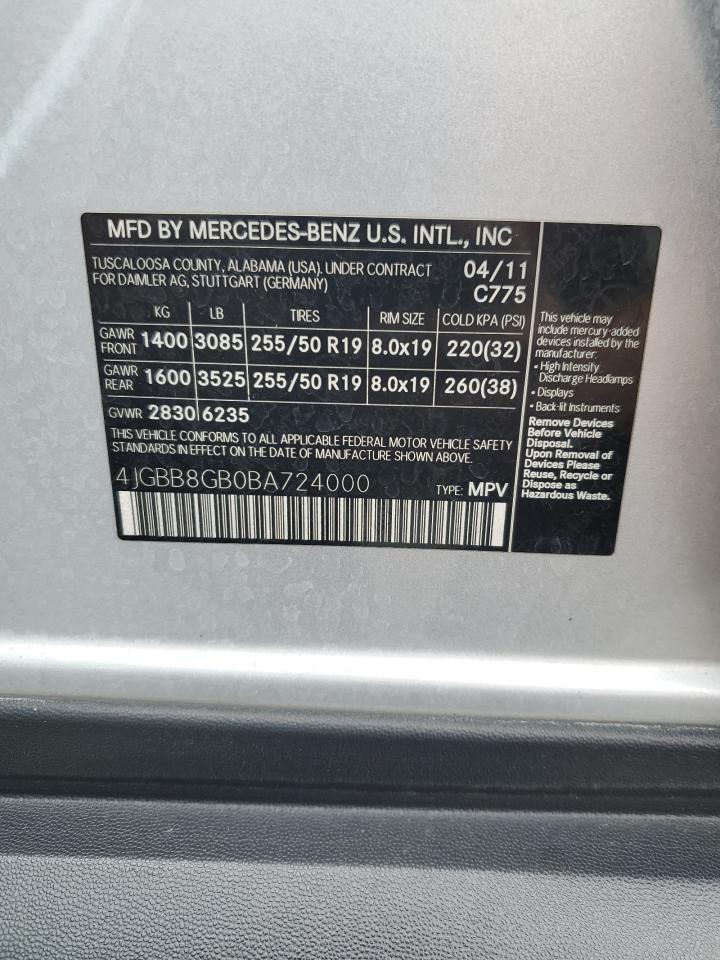 MFD BY MERCEDES-BENZ U.S. INTL., INC
TUSCALOOSA COUNTY, ALABAMA (USA). UNDER CONTRACT
FOR DAIMLER AG, STUTTGART (GERMANY)
04/11
C775
KG LB TIRES RIM SIZE COLD KPA (PSI)
GAWR FRONT 1400 3085 255/50 R19 8.0x19 220(32)
GAWR REAR 1600 3525 255/50 R19 8.0x19 260(38)
GVWR 2830 6235
THIS VEHICLE CONFORMS TO ALL APPLICABLE FEDERAL MOTOR VEHICLE SAFETY
STANDARDS IN EFFECT ON THE DATE OF MANUFACTURE SHOWN ABOVE.
4JGBB8GB0BA724000
TYPE: MPV
This vehicle may
include mercury-added
devices installed by the
manufacturer:
• High Intensity
Discharge Headlamps
• Displays
• Back-lit Instruments
Remove Devices
Before Vehicle
Disposal.
Upon Removal of
Devices Please
Reuse, Recycle or
Dispose as
Hazardous Waste.